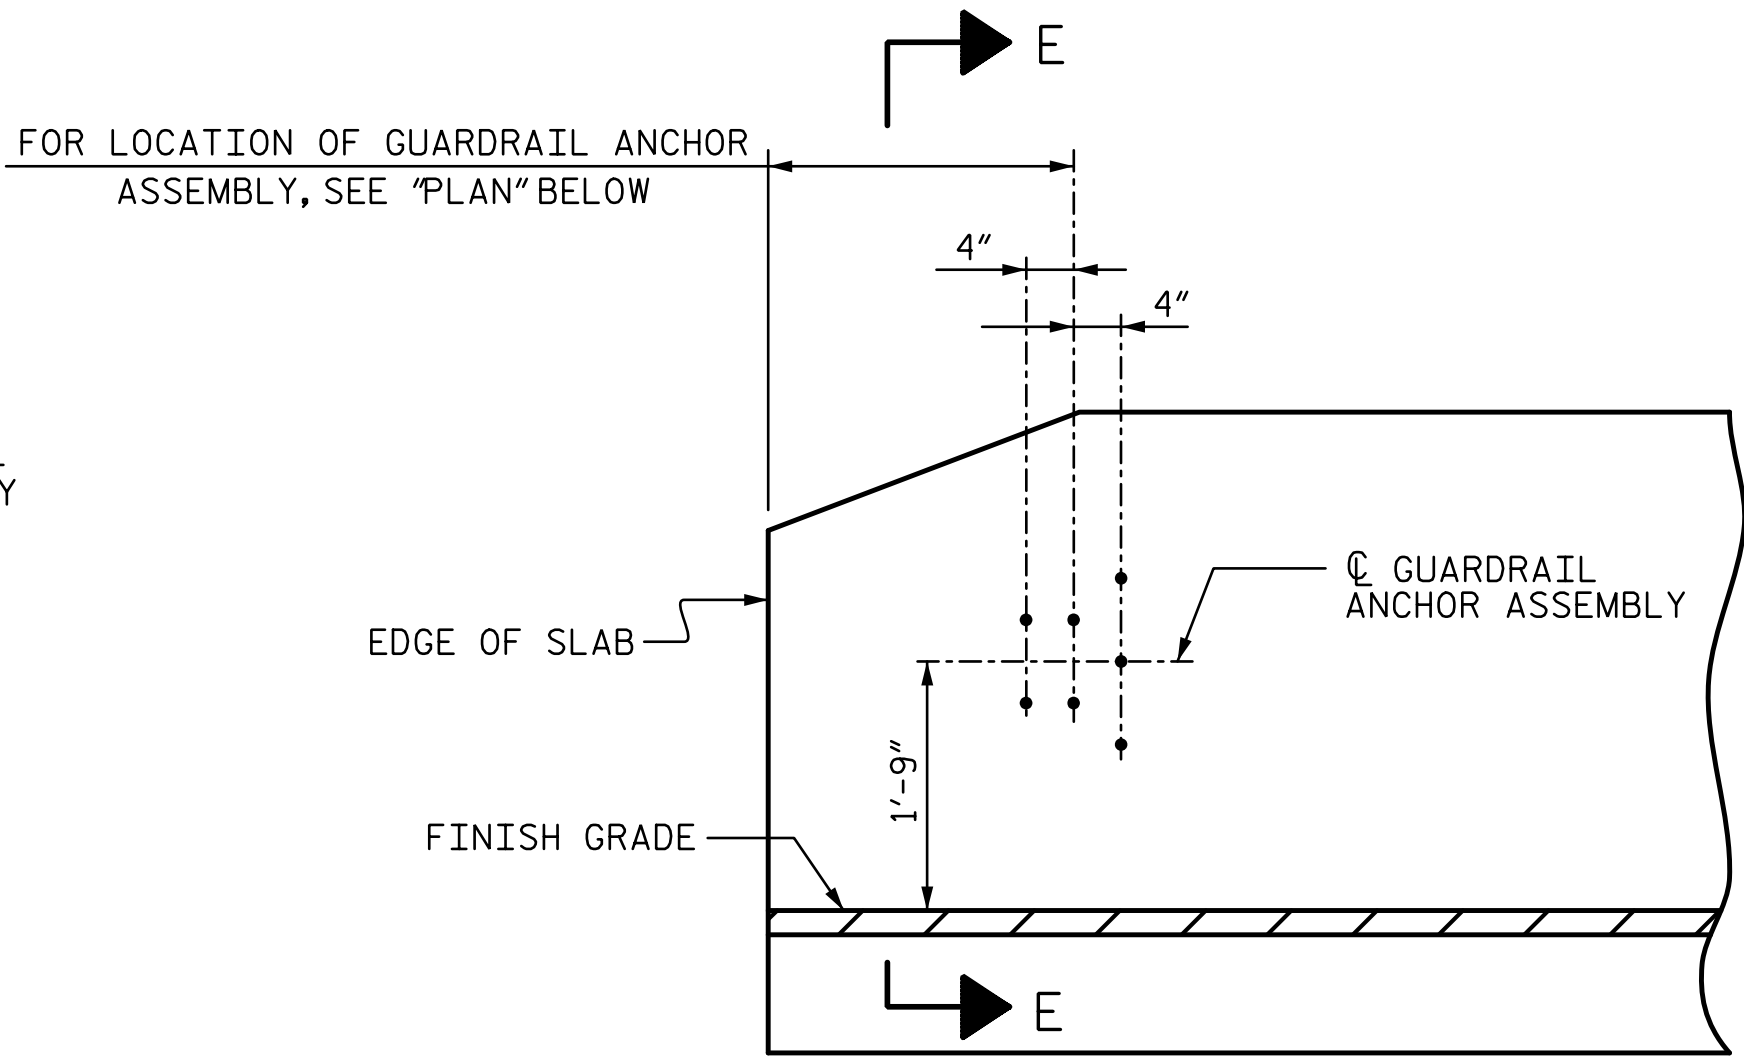 E
FOR LOCATION OF GUARDRAIL ANCHOR
ASSEMBLY, SEE "PLAN" BELOW
4"
4"
Y
℄ GUARDRAIL
ANCHOR ASSEMBLY
EDGE OF SLAB
1'-9"
FINISH GRADE
E